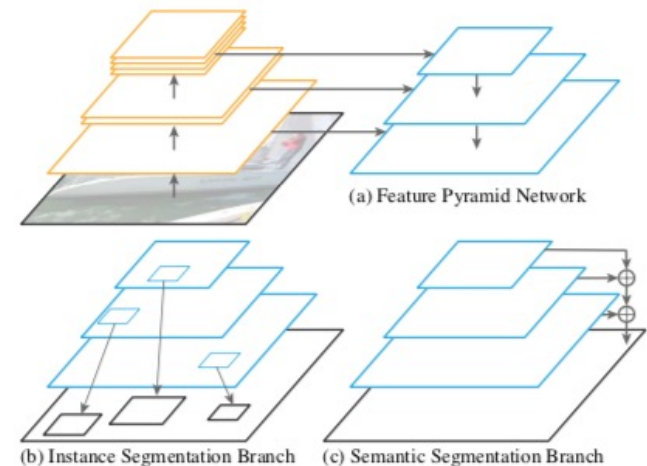 (a) Feature Pyramid Network
(b) Instance Segmentation Branch
(c) Semantic Segmentation Branch